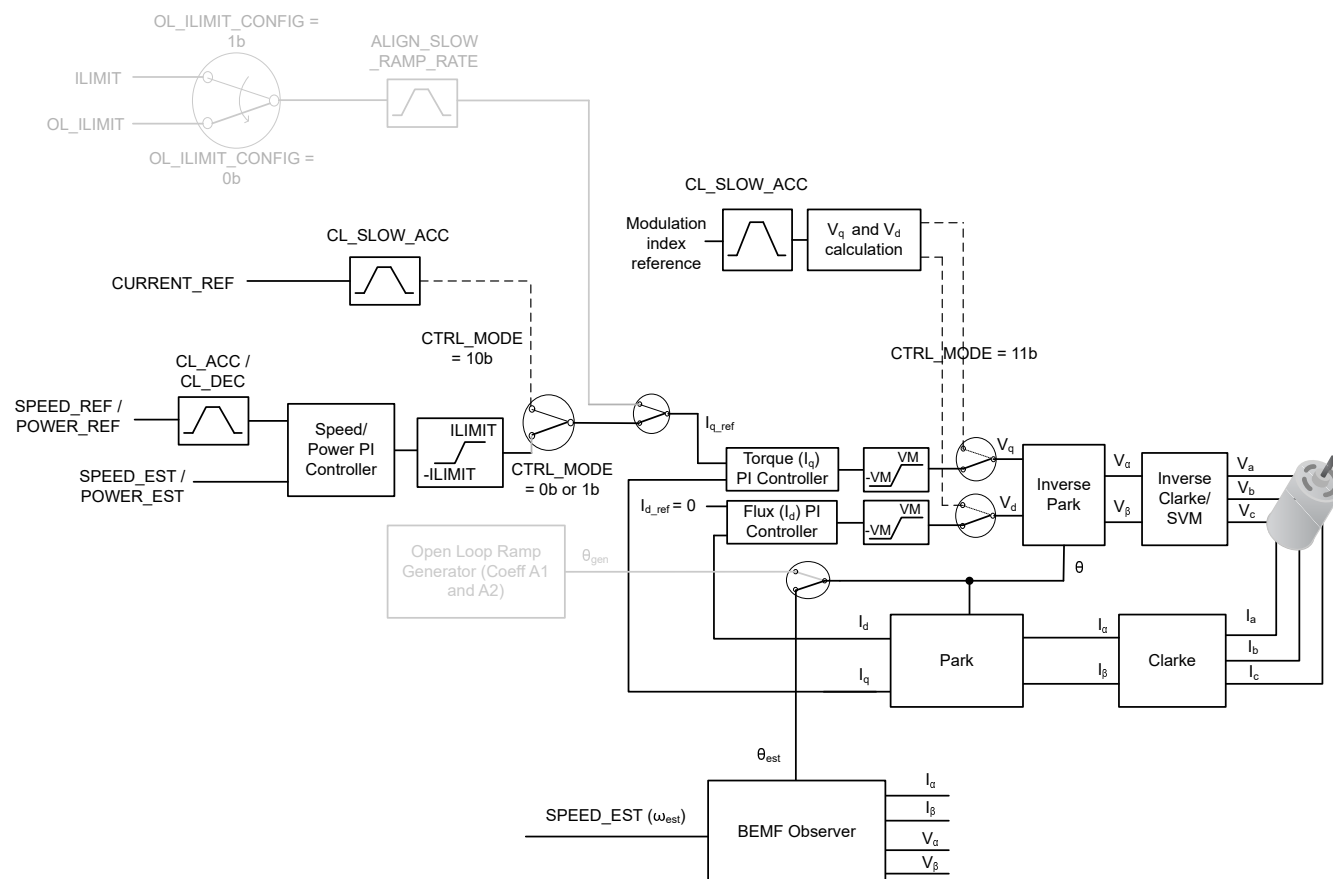 OL_ILIMIT_CONFIG =
1b
ILIMIT
OL_ILIMIT
OL_ILIMIT_CONFIG =
0b
ALIGN_SLOW
_RAMP_RATE
CL_SLOW_ACC
Modulation
index
reference
Vq and Vd
calculation
CL_SLOW_ACC
CURRENT_REF
CTRL_MODE
= 10b
CTRL_MODE = 11b
CL_ACC /
CL_DEC
SPEED_REF /
POWER_REF
SPEED_EST /
POWER_EST
Speed/
Power PI
Controller
ILIMIT
-ILIMIT
CTRL_MODE
= 0b or 1b
Iq_ref
Torque (Iq)
PI Controller
VM
-VM
Vq
Id_ref = 0
Flux (Id) PI
Controller
VM
-VM
Vd
Inverse
Park
Vα
Vβ
Inverse
Clarke/
SVM
Va
Vb
Vc
Open Loop Ramp
Generator (Coeff A1
and A2)
θgen
θ
Id
Iq
Park
Iα
Iβ
Clarke
Ia
Ib
Ic
θest
SPEED_EST (ωest)
BEMF Observer
Iα
Iβ
Vα
Vβ